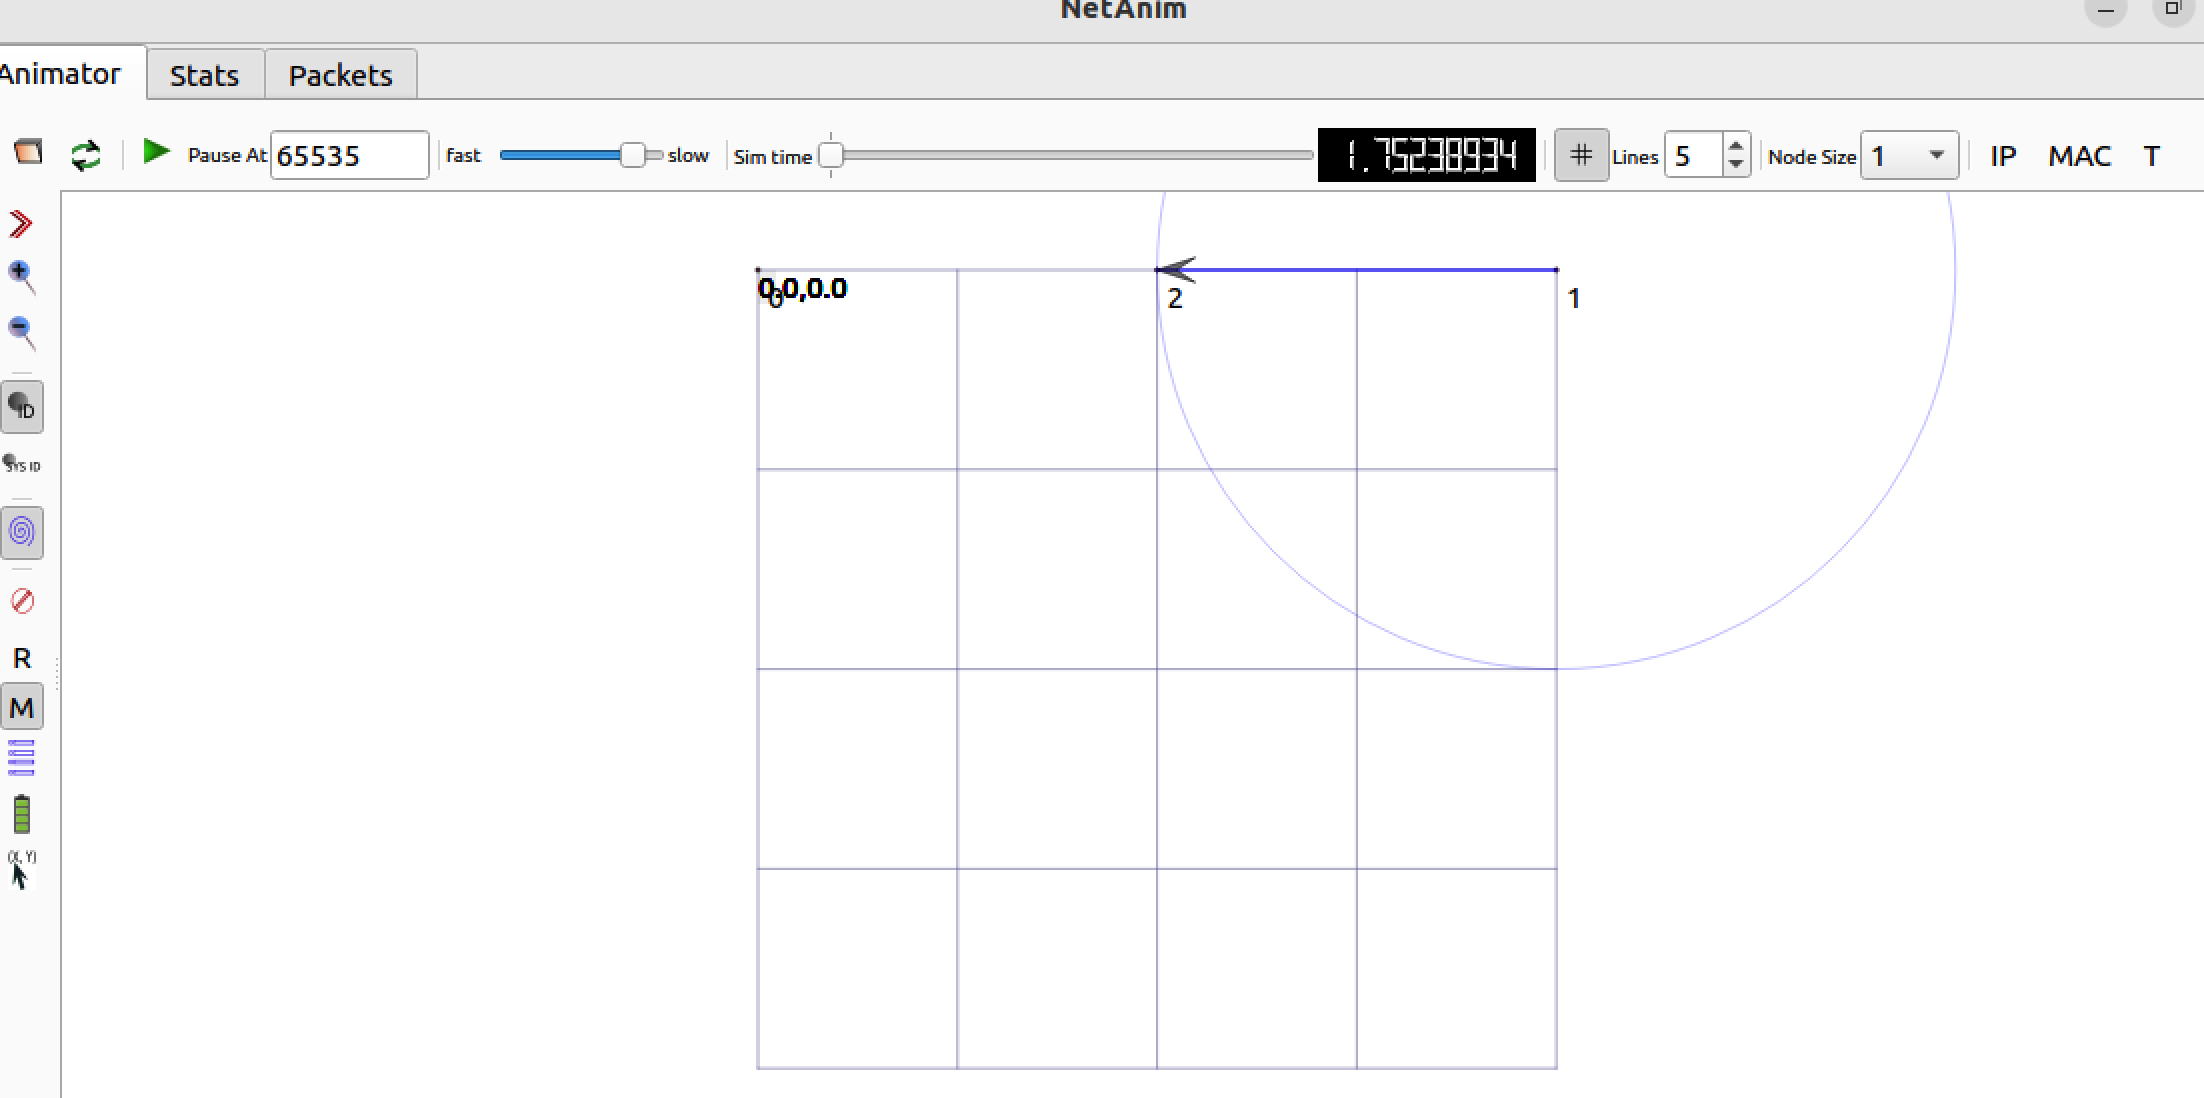 NetAnim
Animator Stats Packets
Pause At 65535 fast slow Sim time 1.75238934 # Lines 5 Node Size 1 IP MAC T
0.0,0.0
0 2 1
ID
SYS ID
R
M
(X, Y)